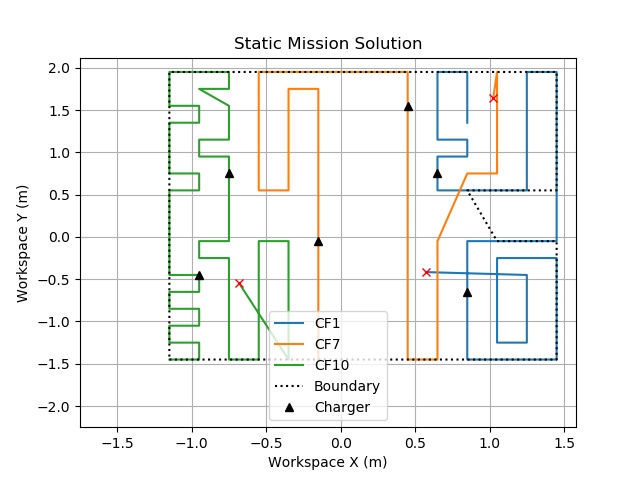 Static Mission Solution
2.0
1.5
1.0
0.5
0.0
−0.5
−1.0
−1.5
−2.0
Workspace Y (m)
CF1
CF7
CF10
Boundary
Charger
−1.5 −1.0 −0.5 0.0 0.5 1.0 1.5
Workspace X (m)